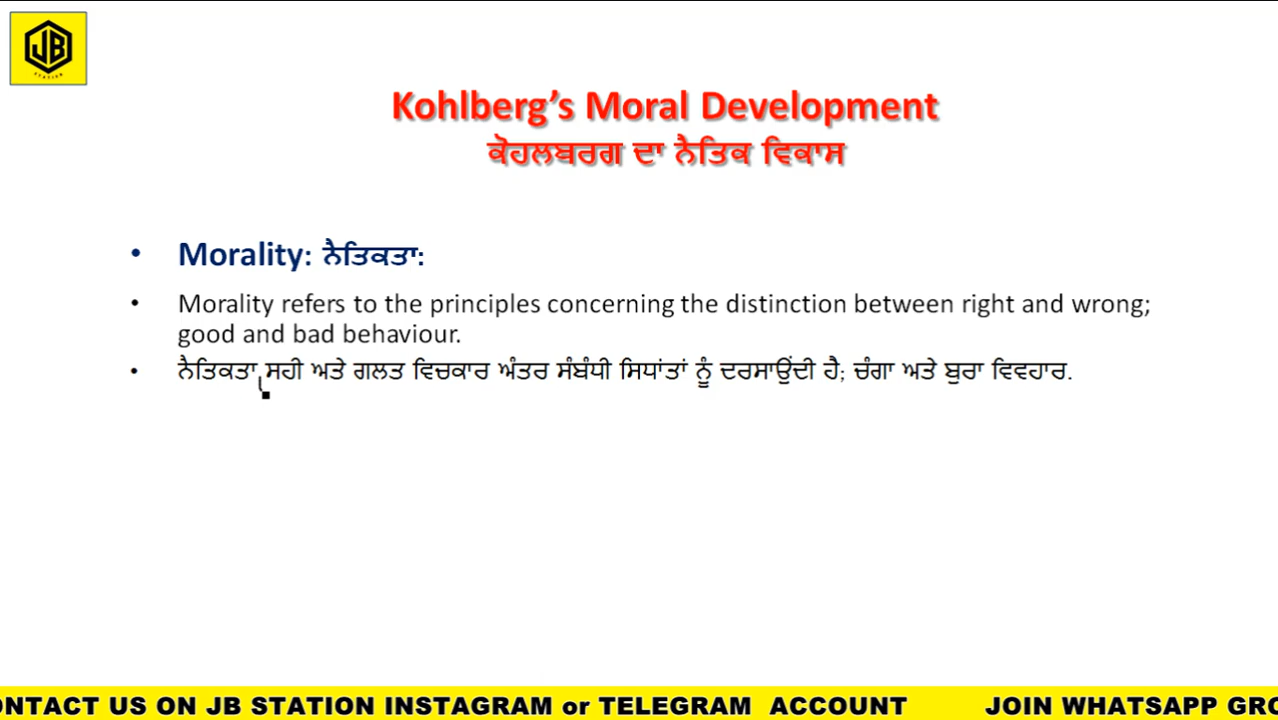 JB
STATION
Kohlberg's Moral Development
ਕੋਹਲਬਰਗ ਦਾ ਨੈਤਿਕ ਵਿਕਾਸ
• Morality: ਨੈਤਿਕਤਾ:
• Morality refers to the principles concerning the distinction between right and wrong;
good and bad behaviour.
• ਨੈਤਿਕਤਾ ਸਹੀ ਅਤੇ ਗਲਤ ਵਿਚਕਾਰ ਅੰਤਰ ਸੰਬੰਧੀ ਸਿਧਾਂਤਾਂ ਨੂੰ ਦਰਸਾਉਂਦੀ ਹੈ; ਚੰਗਾ ਅਤੇ ਬੁਰਾ ਵਿਵਹਾਰ.
ONTACT US ON JB STATION INSTAGRAM or TELEGRAM ACCOUNT JOIN WHATSAPP GRO